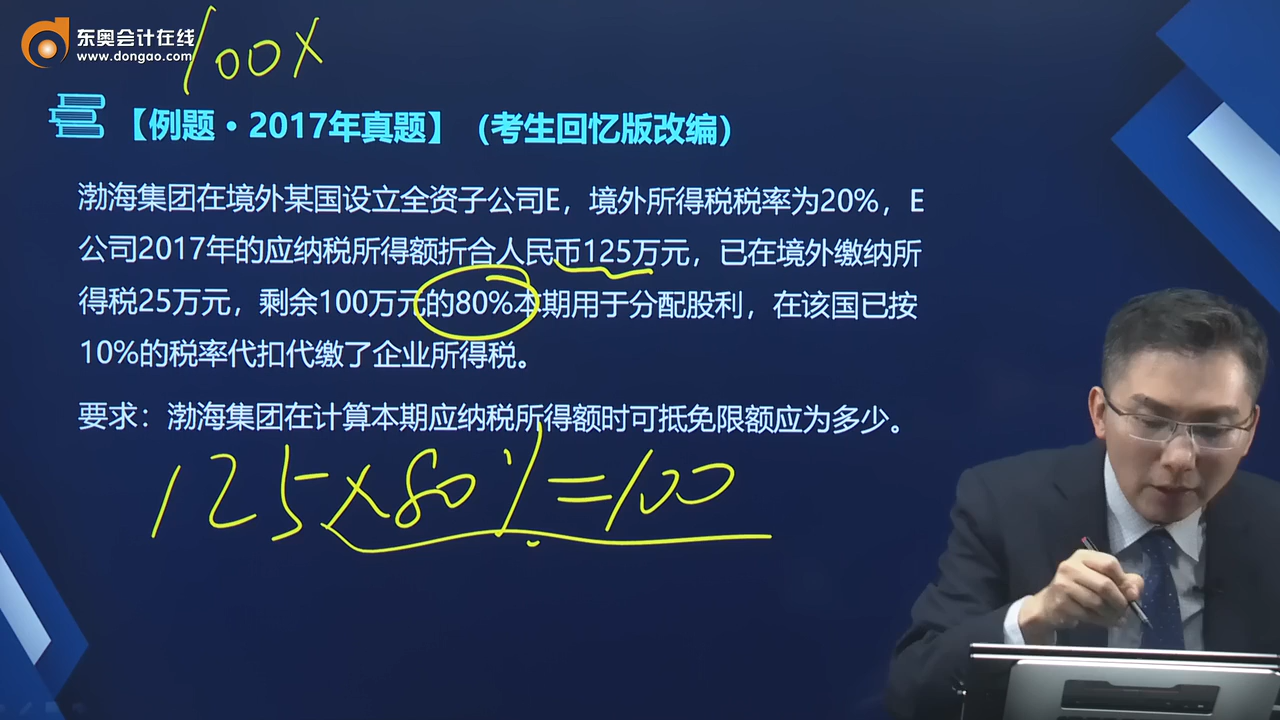 东奥会计在线
www.dongao.com
100×
【例题·2017年真题】（考生回忆版改编）
渤海集团在境外某国设立全资子公司E，境外所得税税率为20%，E
公司2017年的应纳税所得额折合人民币125万元，已在境外缴纳所
得税25万元，剩余100万元的80%本期用于分配股利，在该国已按
10%的税率代扣代缴了企业所得税。
要求：渤海集团在计算本期应纳税所得额时可抵免限额应为多少。
125×80%=100